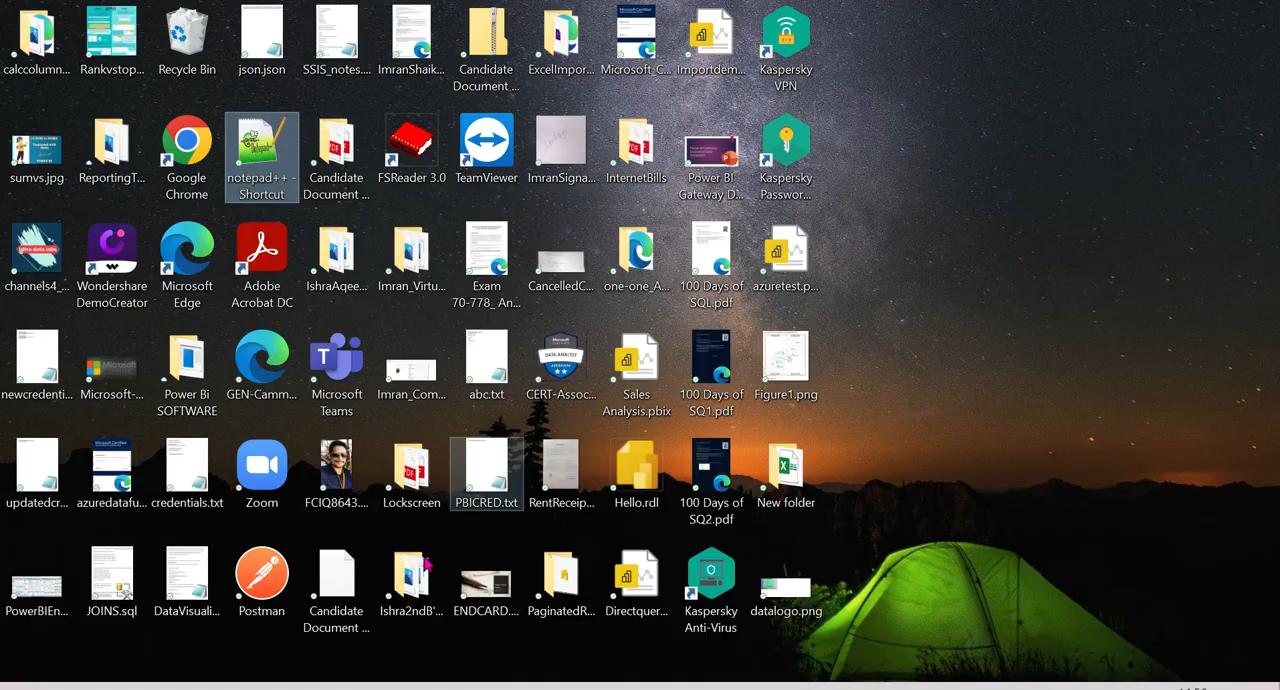 calccolumn...
Rankvstop...
Recycle Bin
json.json
SSIS_notes....
ImranShaik...
Candidate
Document ...
ExcelImpor...
Microsoft_C...
Importdem...
Kaspersky
VPN
sumvs.jpg
ReportingT...
Google
Chrome
notepad++ -
Shortcut
Candidate
Document ...
FSReader 3.0
TeamViewer
ImranSigna...
InternetBills
Power BI
Gateway D...
Kaspersky
Passwor...
channels4_...
Wondershare
DemoCreator
Microsoft
Edge
Adobe
Acrobat DC
IshraAqee...
Imran_Virtu...
Exam
70-778_ An...
CancelledC...
one-one_A...
100 Days of
SQL.pdf
azuretest.p...
newcredenti...
Microsoft-...
Power Bi
SOFTWARE
GEN-Camm...
Microsoft
Teams
Imran_Com...
abc.txt
CERT-Assoc...
Sales
Analysis.pbix
100 Days of
SQ1.pdf
Figure1.png
updatedcr...
azuredatafu...
credentials.txt
Zoom
FCIQ8643....
Lockscreen
PBICRED.txt
RentReceip...
Hello.rdl
100 Days of
SQ2.pdf
New folder
PowerBIEn...
JOINS.sql
DataVisuali...
Postman
Candidate
Document ...
Ishra2ndB'...
ENDCARD....
PaginatedR...
Directquer...
Kaspersky
Anti-Virus
datalogo.png